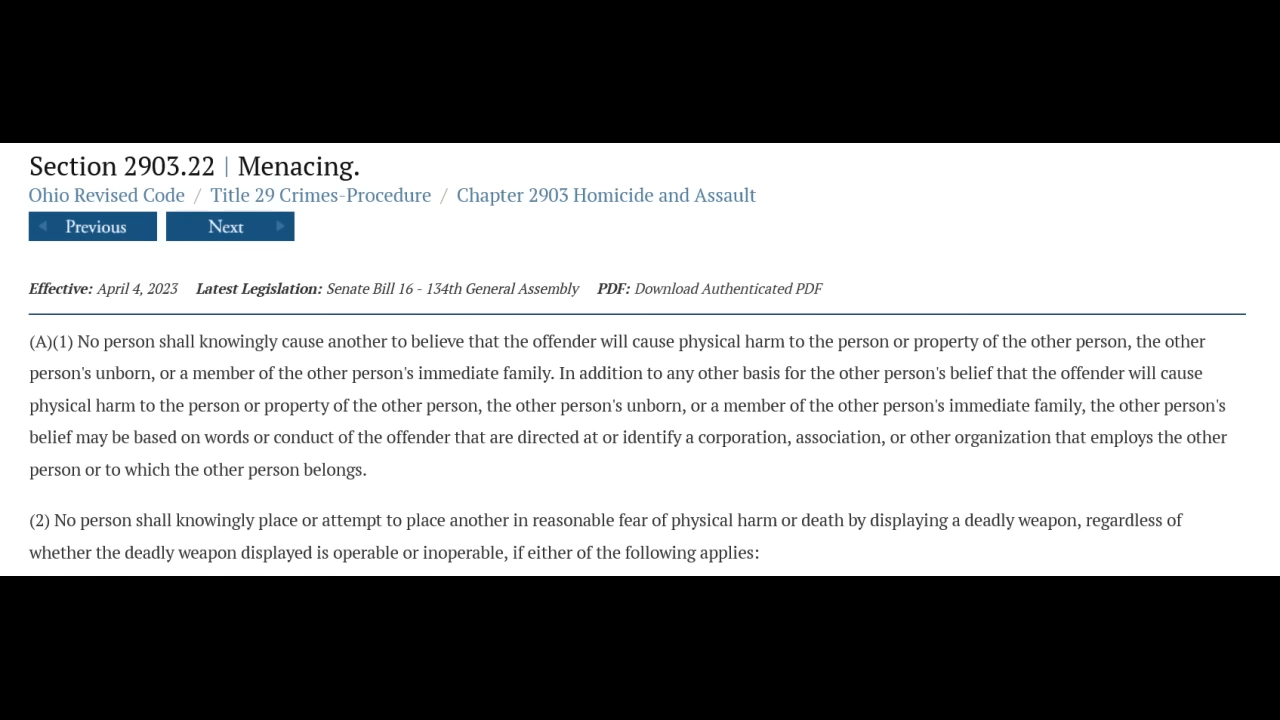 Section 2903.22 | Menacing.
Ohio Revised Code / Title 29 Crimes-Procedure / Chapter 2903 Homicide and Assault
Previous Next
Effective: April 4, 2023 Latest Legislation: Senate Bill 16 - 134th General Assembly PDF: Download Authenticated PDF
(A)(1) No person shall knowingly cause another to believe that the offender will cause physical harm to the person or property of the other person, the other
person's unborn, or a member of the other person's immediate family. In addition to any other basis for the other person's belief that the offender will cause
physical harm to the person or property of the other person, the other person's unborn, or a member of the other person's immediate family, the other person's
belief may be based on words or conduct of the offender that are directed at or identify a corporation, association, or other organization that employs the other
person or to which the other person belongs.
(2) No person shall knowingly place or attempt to place another in reasonable fear of physical harm or death by displaying a deadly weapon, regardless of
whether the deadly weapon displayed is operable or inoperable, if either of the following applies: